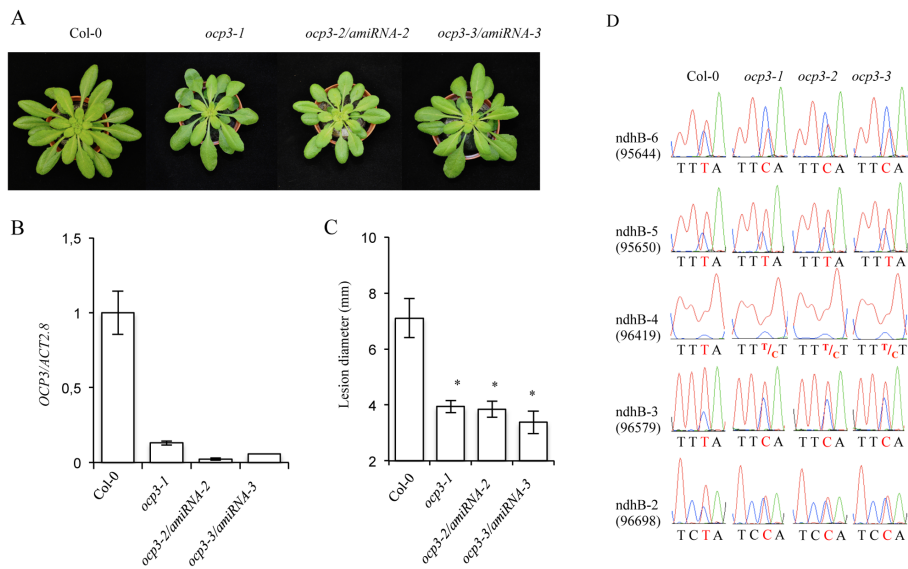 A
Col-0 ocp3-1 ocp3-2/amiRNA-2 ocp3-3/amiRNA-3
B
OCP3/ACT2.8
1,5
1
0,5
0
Col-0
ocp3-1
ocp3-2/amiRNA-2
ocp3-3/amiRNA-3
C
Lesion diameter (mm)
10
8
6
4
2
* * *
Col-0
ocp3-1
ocp3-2/amiRNA-2
ocp3-3/amiRNA-3
D
Col-0 ocp3-1 ocp3-2 ocp3-3
ndhB-6
(95644)
T T T A T T C A T T C A T T C A
ndhB-5
(95650)
T T T A T T T A T T T A T T T A
ndhB-4
(96419)
T T T A T T T/C T T T T/C T T T T/C T
ndhB-3
(96579)
T T T A T T C A T T C A T T C A
ndhB-2
(96698)
T C T A T C C A T C C A T C C A